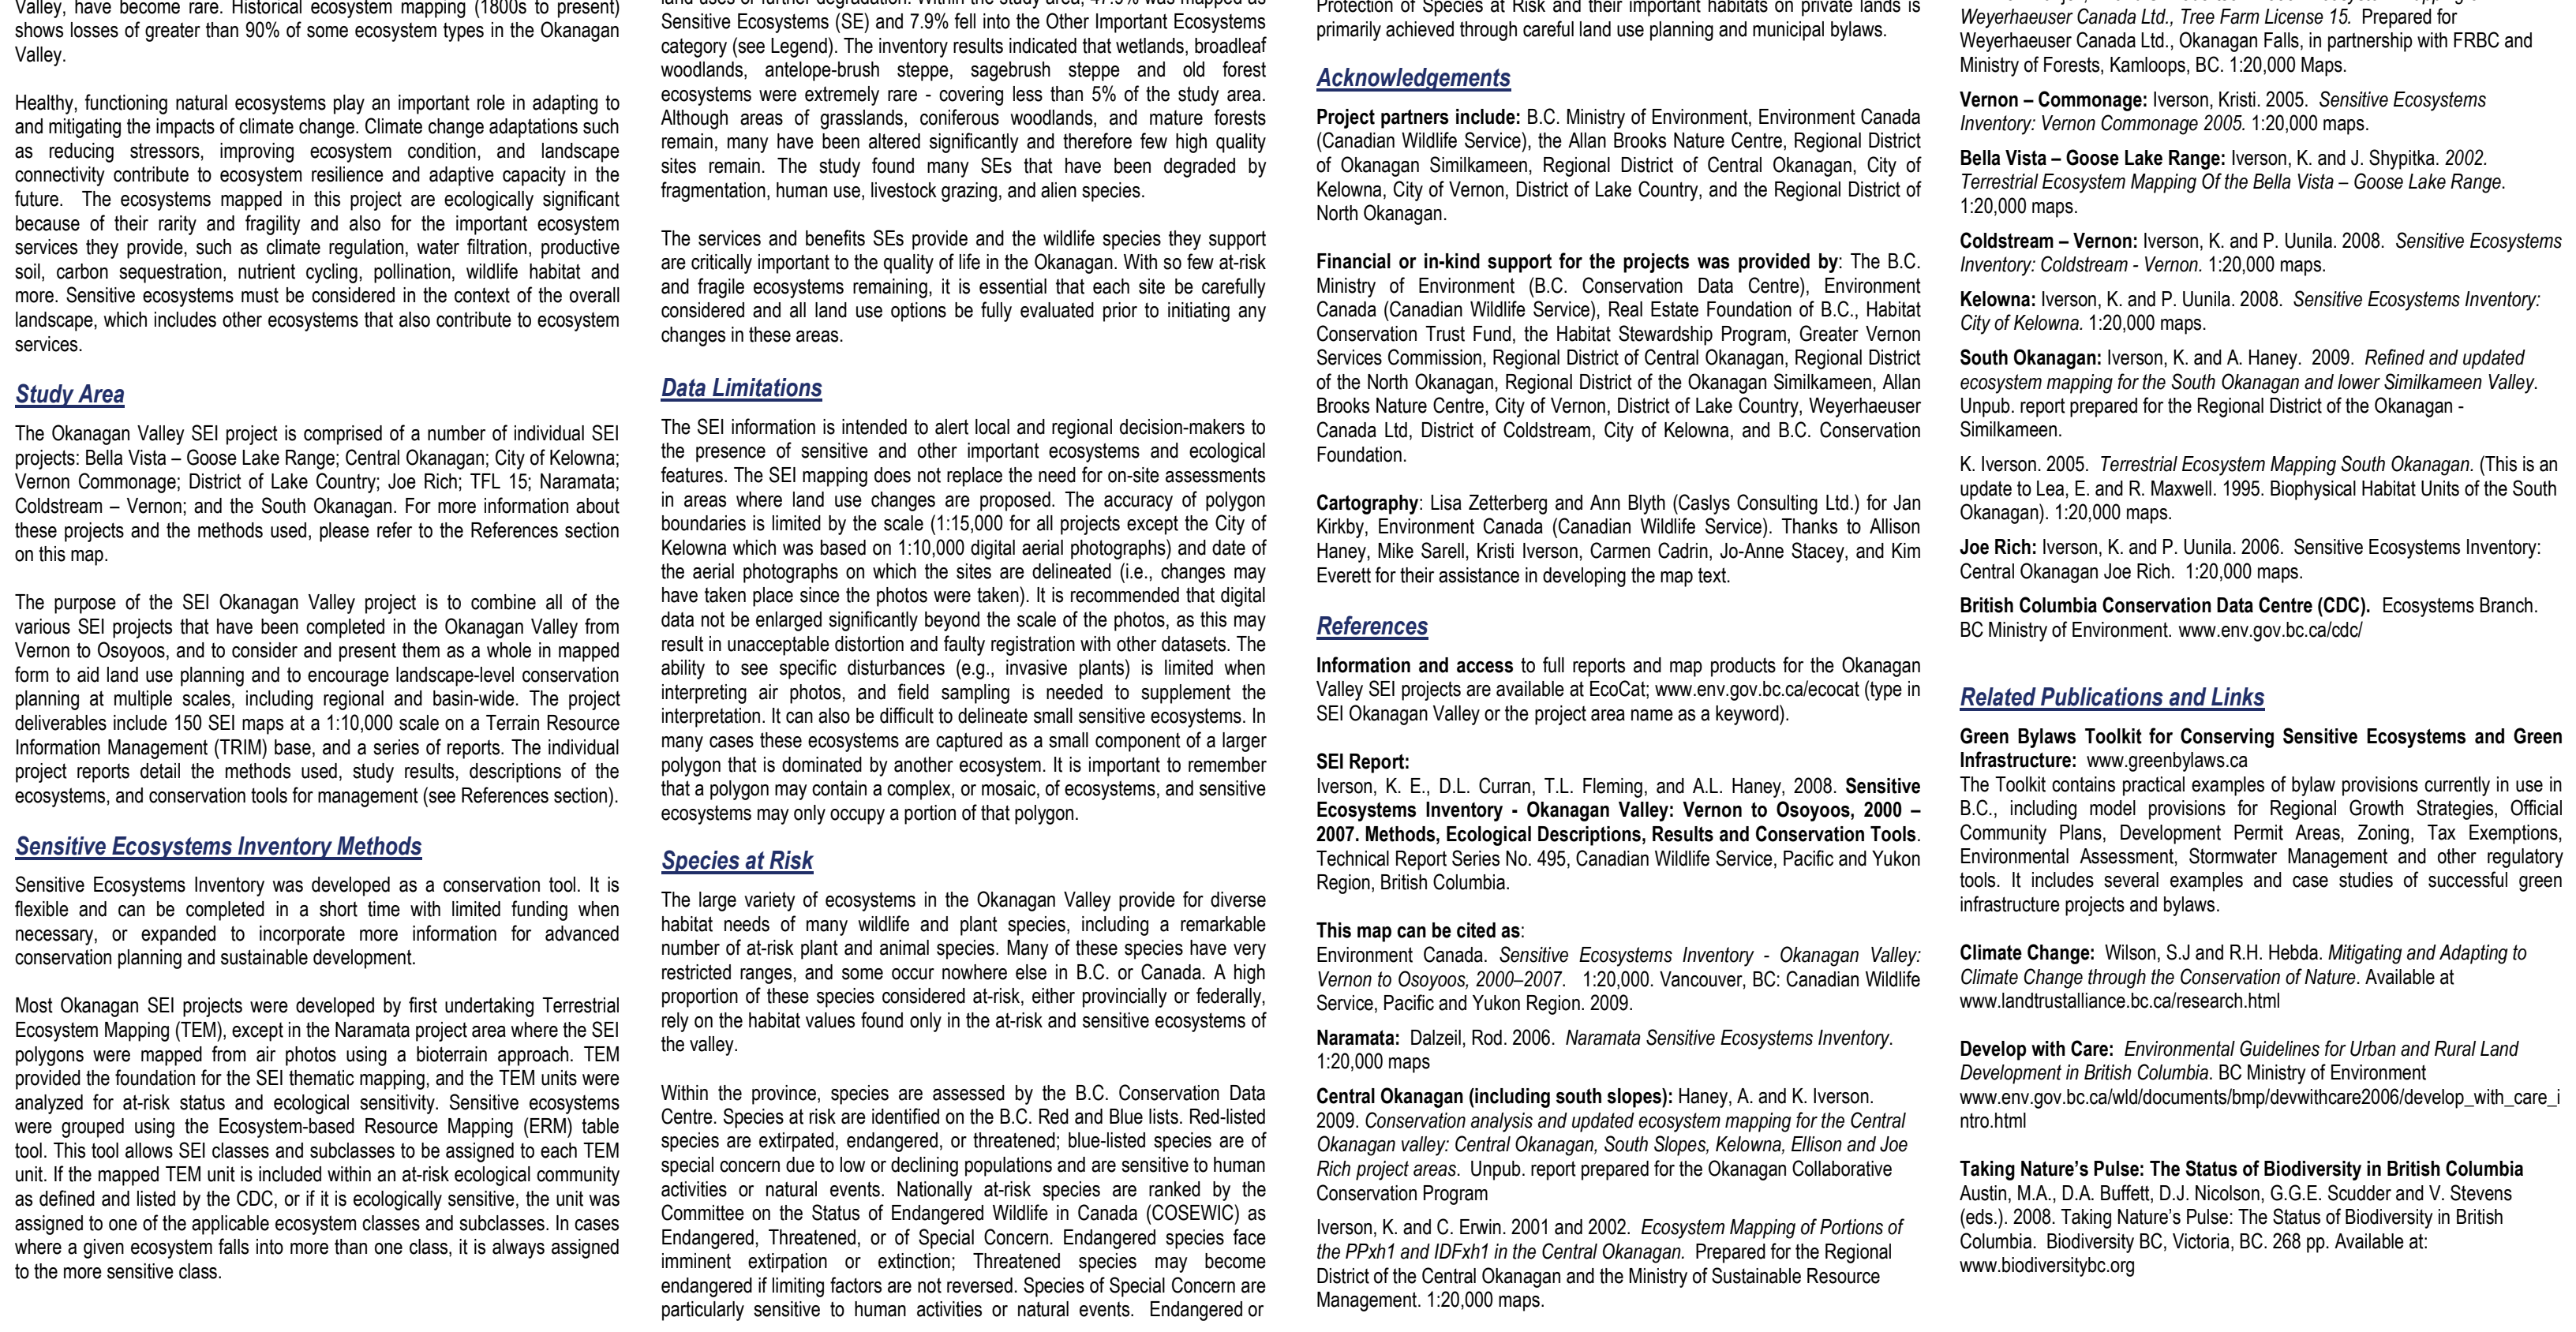 Valley, have become rare. Historical ecosystem mapping (1800s to present)
shows losses of greater than 90% of some ecosystem types in the Okanagan
Valley.
Healthy, functioning natural ecosystems play an important role in adapting to
and mitigating the impacts of climate change. Climate change adaptations such
as reducing stressors, improving ecosystem condition, and landscape
connectivity contribute to ecosystem resilience and adaptive capacity in the
future. The ecosystems mapped in this project are ecologically significant
because of their rarity and fragility and also for the important ecosystem
services they provide, such as climate regulation, water filtration, productive
soil, carbon sequestration, nutrient cycling, pollination, wildlife habitat and
more. Sensitive ecosystems must be considered in the context of the overall
landscape, which includes other ecosystems that also contribute to ecosystem
services.
Study Area
The Okanagan Valley SEI project is comprised of a number of individual SEI
projects: Bella Vista – Goose Lake Range; Central Okanagan; City of Kelowna;
Vernon Commonage; District of Lake Country; Joe Rich; TFL 15; Naramata;
Coldstream – Vernon; and the South Okanagan. For more information about
these projects and the methods used, please refer to the References section
on this map.
The purpose of the SEI Okanagan Valley project is to combine all of the
various SEI projects that have been completed in the Okanagan Valley from
Vernon to Osoyoos, and to consider and present them as a whole in mapped
form to aid land use planning and to encourage landscape-level conservation
planning at multiple scales, including regional and basin-wide. The project
deliverables include 150 SEI maps at a 1:10,000 scale on a Terrain Resource
Information Management (TRIM) base, and a series of reports. The individual
project reports detail the methods used, study results, descriptions of the
ecosystems, and conservation tools for management (see References section).
Sensitive Ecosystems Inventory Methods
Sensitive Ecosystems Inventory was developed as a conservation tool. It is
flexible and can be completed in a short time with limited funding when
necessary, or expanded to incorporate more information for advanced
conservation planning and sustainable development.
Most Okanagan SEI projects were developed by first undertaking Terrestrial
Ecosystem Mapping (TEM), except in the Naramata project area where the SEI
polygons were mapped from air photos using a bioterrain approach. TEM
provided the foundation for the SEI thematic mapping, and the TEM units were
analyzed for at-risk status and ecological sensitivity. Sensitive ecosystems
were grouped using the Ecosystem-based Resource Mapping (ERM) table
tool. This tool allows SEI classes and subclasses to be assigned to each TEM
unit. If the mapped TEM unit is included within an at-risk ecological community
as defined and listed by the CDC, or if it is ecologically sensitive, the unit was
assigned to one of the applicable ecosystem classes and subclasses. In cases
where a given ecosystem falls into more than one class, it is always assigned
to the more sensitive class.
land uses or further degradation. Within the study area, 47.9% was mapped as
Sensitive Ecosystems (SE) and 7.9% fell into the Other Important Ecosystems
category (see Legend). The inventory results indicated that wetlands, broadleaf
woodlands, antelope-brush steppe, sagebrush steppe and old forest
ecosystems were extremely rare - covering less than 5% of the study area.
Although areas of grasslands, coniferous woodlands, and mature forests
remain, many have been altered significantly and therefore few high quality
sites remain. The study found many SEs that have been degraded by
fragmentation, human use, livestock grazing, and alien species.
The services and benefits SEs provide and the wildlife species they support
are critically important to the quality of life in the Okanagan. With so few at-risk
and fragile ecosystems remaining, it is essential that each site be carefully
considered and all land use options be fully evaluated prior to initiating any
changes in these areas.
Data Limitations
The SEI information is intended to alert local and regional decision-makers to
the presence of sensitive and other important ecosystems and ecological
features. The SEI mapping does not replace the need for on-site assessments
in areas where land use changes are proposed. The accuracy of polygon
boundaries is limited by the scale (1:15,000 for all projects except the City of
Kelowna which was based on 1:10,000 digital aerial photographs) and date of
the aerial photographs on which the sites are delineated (i.e., changes may
have taken place since the photos were taken). It is recommended that digital
data not be enlarged significantly beyond the scale of the photos, as this may
result in unacceptable distortion and faulty registration with other datasets. The
ability to see specific disturbances (e.g., invasive plants) is limited when
interpreting air photos, and field sampling is needed to supplement the
interpretation. It can also be difficult to delineate small sensitive ecosystems. In
many cases these ecosystems are captured as a small component of a larger
polygon that is dominated by another ecosystem. It is important to remember
that a polygon may contain a complex, or mosaic, of ecosystems, and sensitive
ecosystems may only occupy a portion of that polygon.
Species at Risk
The large variety of ecosystems in the Okanagan Valley provide for diverse
habitat needs of many wildlife and plant species, including a remarkable
number of at-risk plant and animal species. Many of these species have very
restricted ranges, and some occur nowhere else in B.C. or Canada. A high
proportion of these species considered at-risk, either provincially or federally,
rely on the habitat values found only in the at-risk and sensitive ecosystems of
the valley.
Within the province, species are assessed by the B.C. Conservation Data
Centre. Species at risk are identified on the B.C. Red and Blue lists. Red-listed
species are extirpated, endangered, or threatened; blue-listed species are of
special concern due to low or declining populations and are sensitive to human
activities or natural events. Nationally at-risk species are ranked by the
Committee on the Status of Endangered Wildlife in Canada (COSEWIC) as
Endangered, Threatened, or of Special Concern. Endangered species face
imminent extirpation or extinction; Threatened species may become
endangered if limiting factors are not reversed. Species of Special Concern are
particularly sensitive to human activities or natural events. Endangered or
Protection of Species at Risk and their important habitats on private lands is
primarily achieved through careful land use planning and municipal bylaws.
Acknowledgements
Project partners include: B.C. Ministry of Environment, Environment Canada
(Canadian Wildlife Service), the Allan Brooks Nature Centre, Regional District
of Okanagan Similkameen, Regional District of Central Okanagan, City of
Kelowna, City of Vernon, District of Lake Country, and the Regional District of
North Okanagan.
Financial or in-kind support for the projects was provided by: The B.C.
Ministry of Environment (B.C. Conservation Data Centre), Environment
Canada (Canadian Wildlife Service), Real Estate Foundation of B.C., Habitat
Conservation Trust Fund, the Habitat Stewardship Program, Greater Vernon
Services Commission, Regional District of Central Okanagan, Regional District
of the North Okanagan, Regional District of the Okanagan Similkameen, Allan
Brooks Nature Centre, City of Vernon, District of Lake Country, Weyerhaeuser
Canada Ltd, District of Coldstream, City of Kelowna, and B.C. Conservation
Foundation.
Cartography: Lisa Zetterberg and Ann Blyth (Caslys Consulting Ltd.) for Jan
Kirkby, Environment Canada (Canadian Wildlife Service). Thanks to Allison
Haney, Mike Sarell, Kristi Iverson, Carmen Cadrin, Jo-Anne Stacey, and Kim
Everett for their assistance in developing the map text.
References
Information and access to full reports and map products for the Okanagan
Valley SEI projects are available at EcoCat; www.env.gov.bc.ca/ecocat (type in
SEI Okanagan Valley or the project area name as a keyword).
SEI Report:
Iverson, K. E., D.L. Curran, T.L. Fleming, and A.L. Haney, 2008. Sensitive
Ecosystems Inventory - Okanagan Valley: Vernon to Osoyoos, 2000 –
2007. Methods, Ecological Descriptions, Results and Conservation Tools.
Technical Report Series No. 495, Canadian Wildlife Service, Pacific and Yukon
Region, British Columbia.
This map can be cited as:
Environment Canada. Sensitive Ecosystems Inventory - Okanagan Valley:
Vernon to Osoyoos, 2000–2007. 1:20,000. Vancouver, BC: Canadian Wildlife
Service, Pacific and Yukon Region. 2009.
Naramata: Dalzeil, Rod. 2006. Naramata Sensitive Ecosystems Inventory.
1:20,000 maps
Central Okanagan (including south slopes): Haney, A. and K. Iverson.
2009. Conservation analysis and updated ecosystem mapping for the Central
Okanagan valley: Central Okanagan, South Slopes, Kelowna, Ellison and Joe
Rich project areas. Unpub. report prepared for the Okanagan Collaborative
Conservation Program
Iverson, K. and C. Erwin. 2001 and 2002. Ecosystem Mapping of Portions of
the PPxh1 and IDFxh1 in the Central Okanagan. Prepared for the Regional
District of the Central Okanagan and the Ministry of Sustainable Resource
Management. 1:20,000 maps.
Weyerhaeuser Canada Ltd., Tree Farm License 15. Prepared for
Weyerhaeuser Canada Ltd., Okanagan Falls, in partnership with FRBC and
Ministry of Forests, Kamloops, BC. 1:20,000 Maps.
Vernon – Commonage: Iverson, Kristi. 2005. Sensitive Ecosystems
Inventory: Vernon Commonage 2005. 1:20,000 maps.
Bella Vista – Goose Lake Range: Iverson, K. and J. Shypitka. 2002.
Terrestrial Ecosystem Mapping Of the Bella Vista – Goose Lake Range.
1:20,000 maps.
Coldstream – Vernon: Iverson, K. and P. Uunila. 2008. Sensitive Ecosystems
Inventory: Coldstream - Vernon. 1:20,000 maps.
Kelowna: Iverson, K. and P. Uunila. 2008. Sensitive Ecosystems Inventory:
City of Kelowna. 1:20,000 maps.
South Okanagan: Iverson, K. and A. Haney. 2009. Refined and updated
ecosystem mapping for the South Okanagan and lower Similkameen Valley.
Unpub. report prepared for the Regional District of the Okanagan -
Similkameen.
K. Iverson. 2005. Terrestrial Ecosystem Mapping South Okanagan. (This is an
update to Lea, E. and R. Maxwell. 1995. Biophysical Habitat Units of the South
Okanagan). 1:20,000 maps.
Joe Rich: Iverson, K. and P. Uunila. 2006. Sensitive Ecosystems Inventory:
Central Okanagan Joe Rich. 1:20,000 maps.
British Columbia Conservation Data Centre (CDC). Ecosystems Branch.
BC Ministry of Environment. www.env.gov.bc.ca/cdc/
Related Publications and Links
Green Bylaws Toolkit for Conserving Sensitive Ecosystems and Green
Infrastructure: www.greenbylaws.ca
The Toolkit contains practical examples of bylaw provisions currently in use in
B.C., including model provisions for Regional Growth Strategies, Official
Community Plans, Development Permit Areas, Zoning, Tax Exemptions,
Environmental Assessment, Stormwater Management and other regulatory
tools. It includes several examples and case studies of successful green
infrastructure projects and bylaws.
Climate Change: Wilson, S.J and R.H. Hebda. Mitigating and Adapting to
Climate Change through the Conservation of Nature. Available at
www.landtrustalliance.bc.ca/research.html
Develop with Care: Environmental Guidelines for Urban and Rural Land
Development in British Columbia. BC Ministry of Environment
www.env.gov.bc.ca/wld/documents/bmp/devwithcare2006/develop_with_care_i
ntro.html
Taking Nature's Pulse: The Status of Biodiversity in British Columbia
Austin, M.A., D.A. Buffett, D.J. Nicolson, G.G.E. Scudder and V. Stevens
(eds.). 2008. Taking Nature's Pulse: The Status of Biodiversity in British
Columbia. Biodiversity BC, Victoria, BC. 268 pp. Available at:
www.biodiversitybc.org